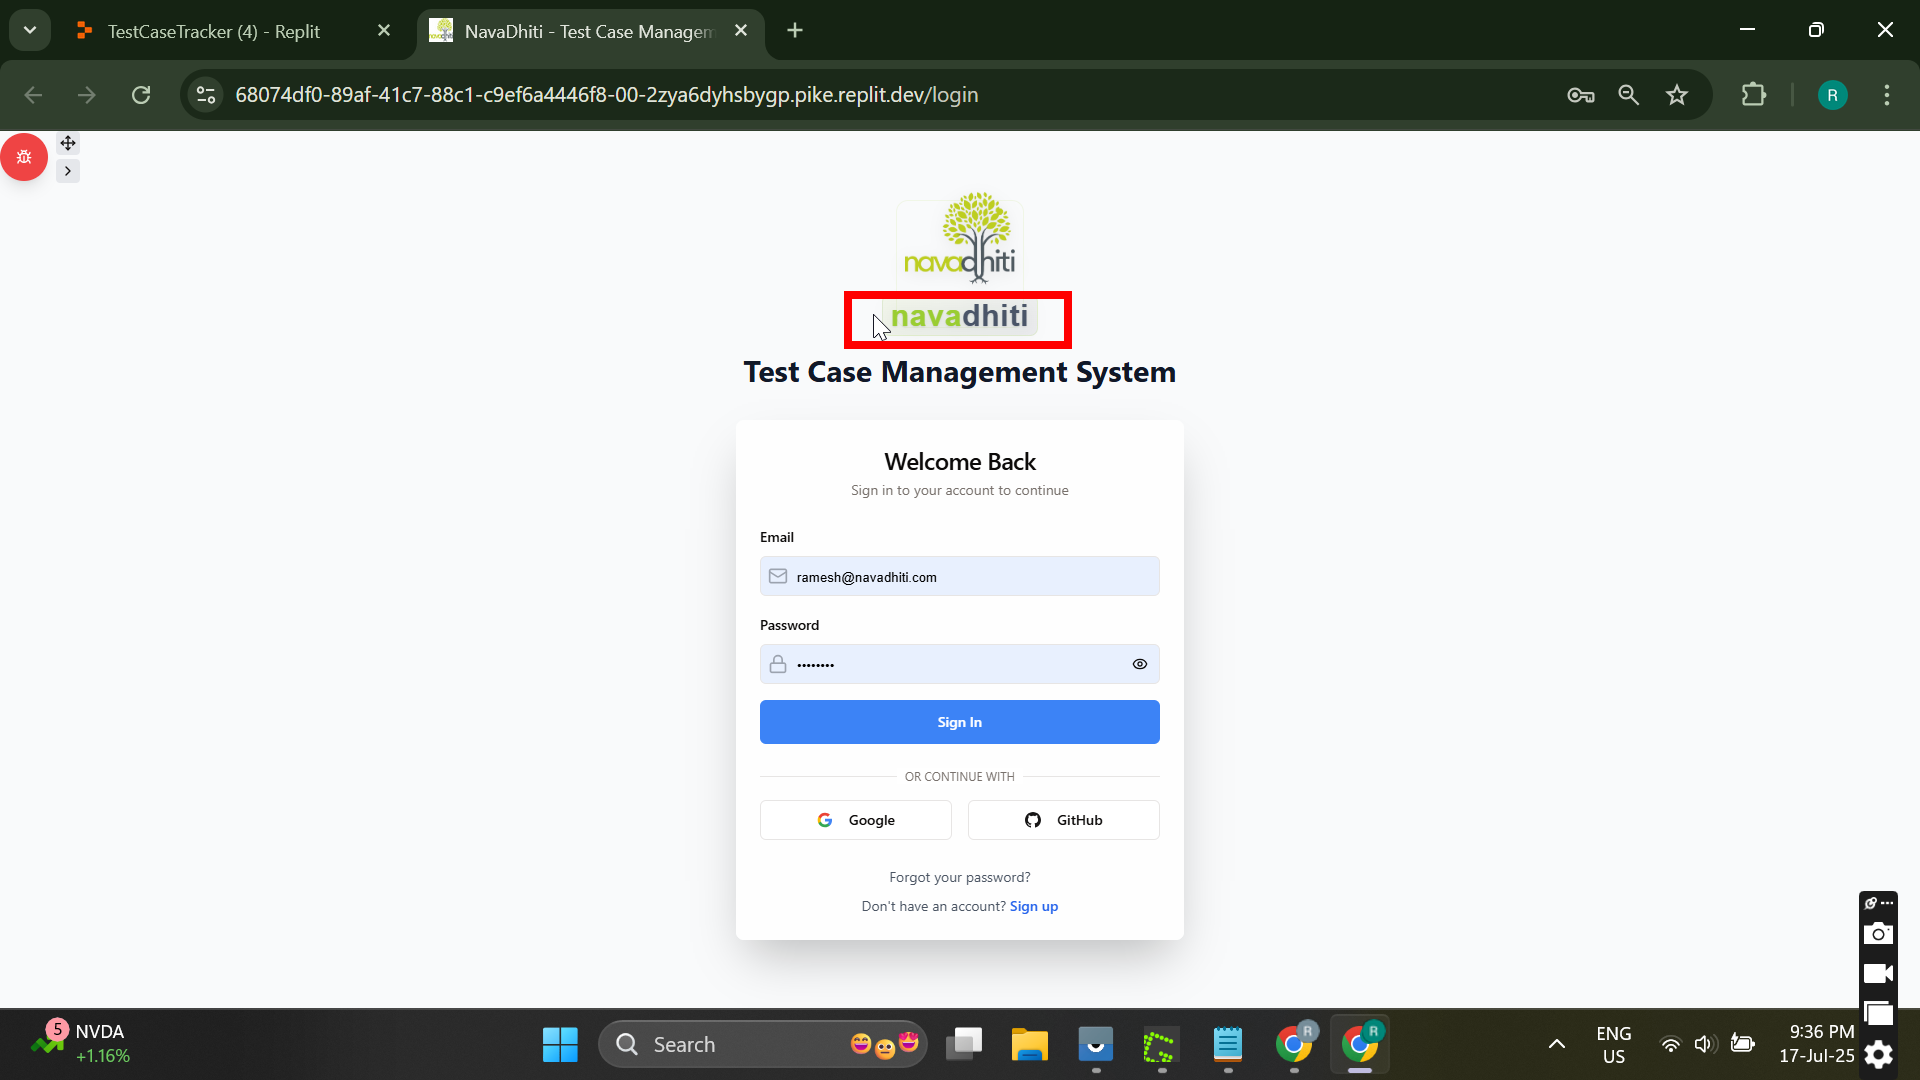 TestCaseTracker (4) - Replit
NavaDhiti - Test Case Managem
68074df0-89af-41c7-88c1-c9ef6a4446f8-00-2zya6dyhsbygp.pike.replit.dev/login
R
navadhiti
navadhiti
Test Case Management System
Welcome Back
Sign in to your account to continue
Email
ramesh@navadhiti.com
Password
••••••••
Sign In
OR CONTINUE WITH
Google
GitHub
Forgot your password?
Don't have an account? Sign up
5
NVDA
+1.16%
Search
R
R
ENG
US
9:36 PM
17-Jul-25